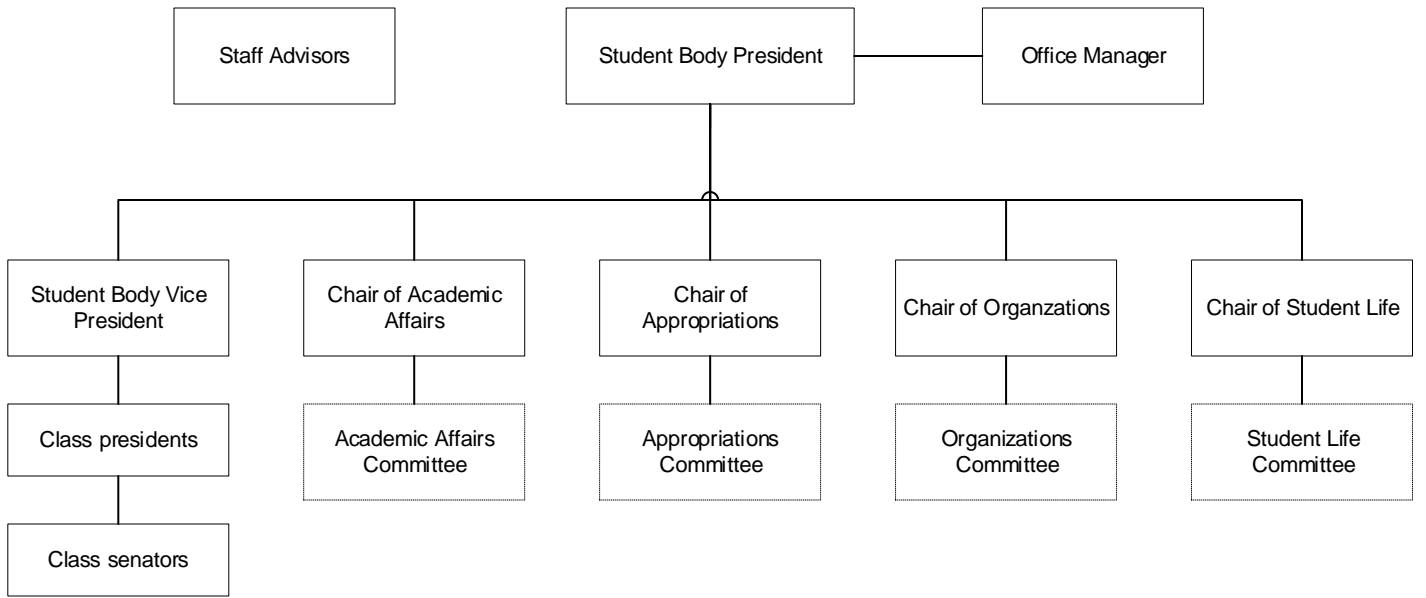 Staff Advisors
Student Body President
Office Manager
Student Body Vice
President
Chair of Academic
Affairs
Chair of
Appropriations
Chair of Organzations
Chair of Student Life
Class presidents
Academic Affairs
Committee
Appropriations
Committee
Organizations
Committee
Student Life
Committee
Class senators